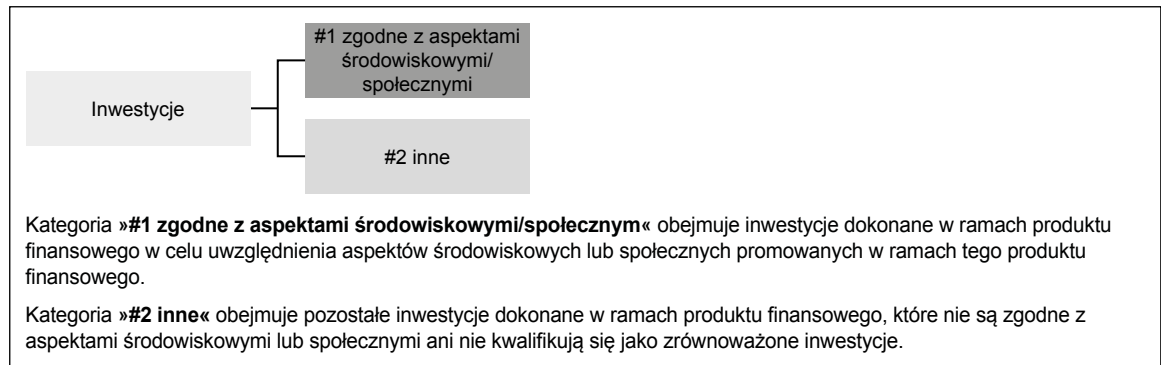 #1 zgodne z aspektami
środowiskowymi/
społecznymi
Inwestycje
#2 inne
Kategoria »#1 zgodne z aspektami środowiskowymi/społecznym« obejmuje inwestycje dokonane w ramach produktu
finansowego w celu uwzględnienia aspektów środowiskowych lub społecznych promowanych w ramach tego produktu
finansowego.
Kategoria »#2 inne« obejmuje pozostałe inwestycje dokonane w ramach produktu finansowego, które nie są zgodne z
aspektami środowiskowymi lub społecznymi ani nie kwalifikują się jako zrównoważone inwestycje.